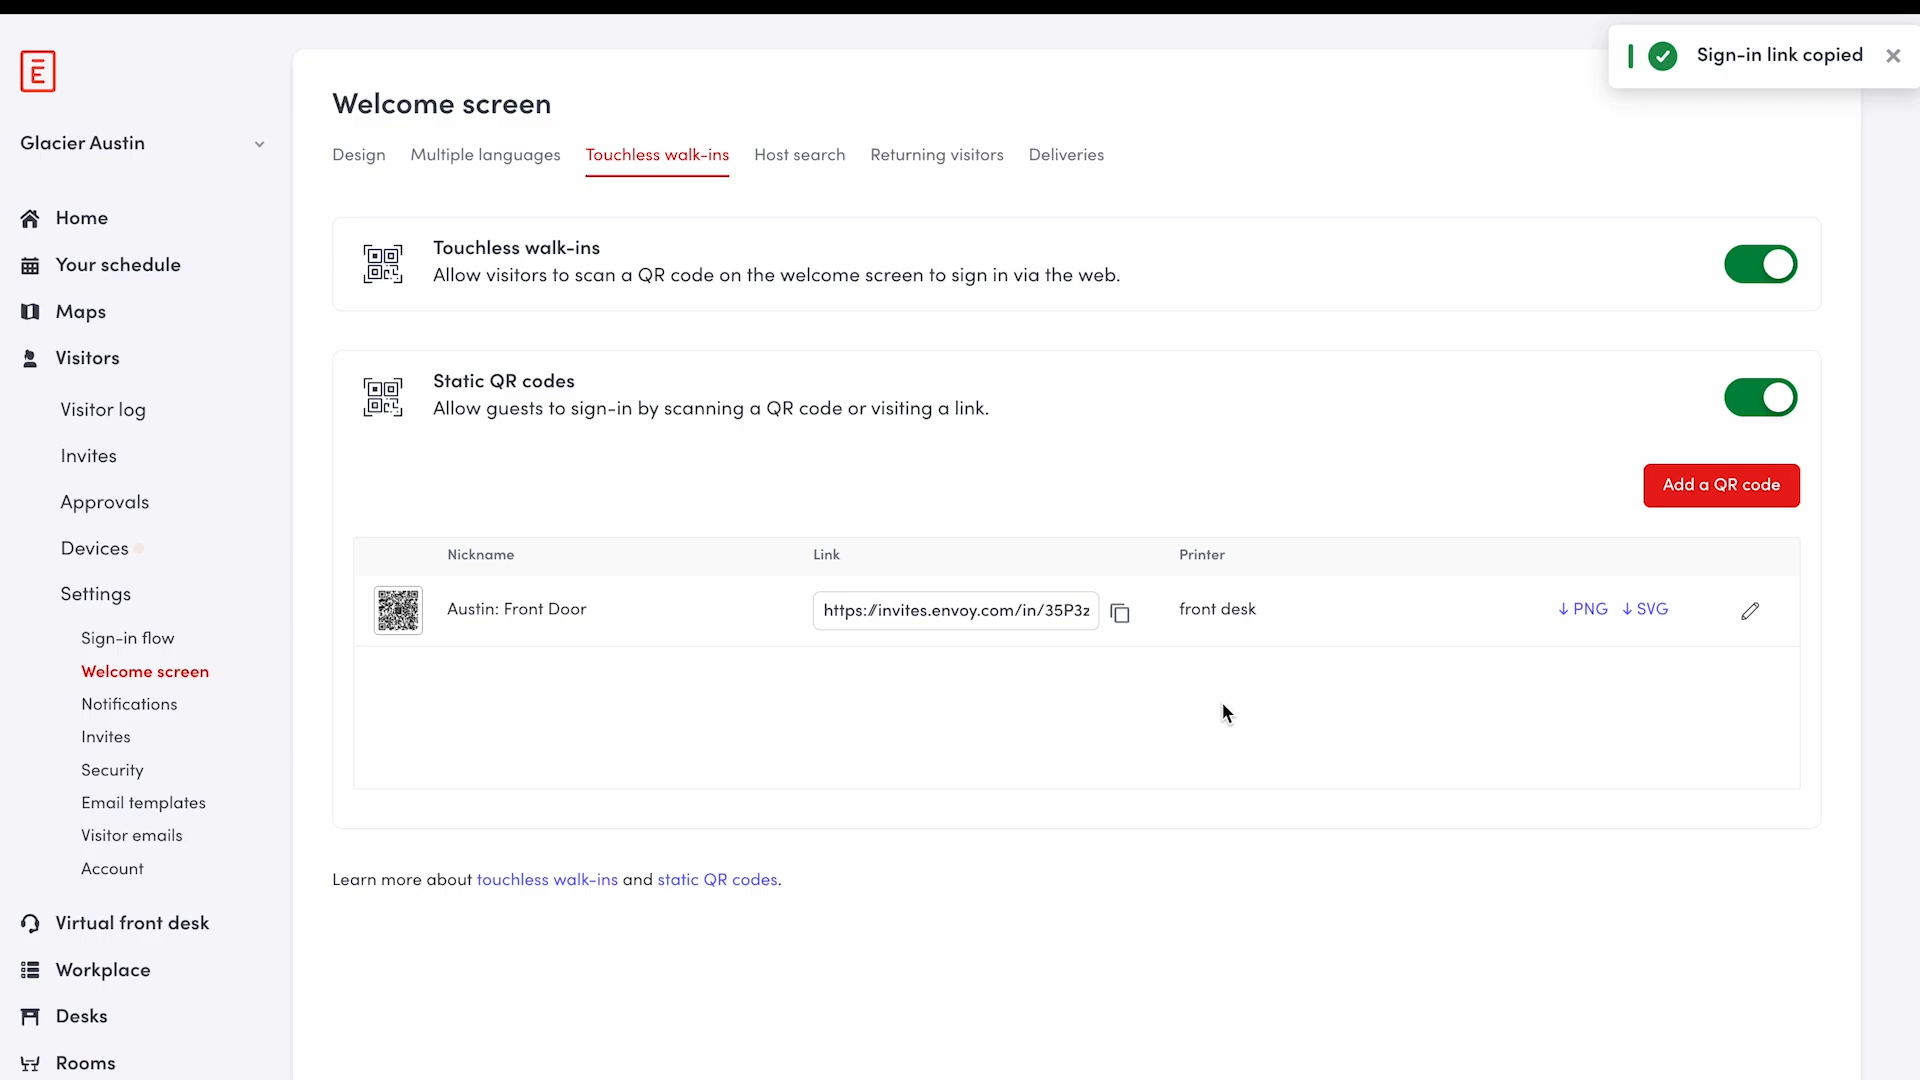 Sign-in link copied
E
Glacier Austin
Home
Your schedule
Maps
Visitors
Visitor log
Invites
Approvals
Devices
Settings
Sign-in flow
Welcome screen
Notifications
Invites
Security
Email templates
Visitor emails
Account
Virtual front desk
Workplace
Desks
Rooms
Welcome screen
Design Multiple languages Touchless walk-ins Host search Returning visitors Deliveries
Touchless walk-ins
Allow visitors to scan a QR code on the welcome screen to sign in via the web.
Static QR codes
Allow guests to sign-in by scanning a QR code or visiting a link.
Add a QR code
Nickname Link Printer
Austin: Front Door https://invites.envoy.com/in/35P3z front desk ↓ PNG ↓ SVG
Learn more about touchless walk-ins and static QR codes.